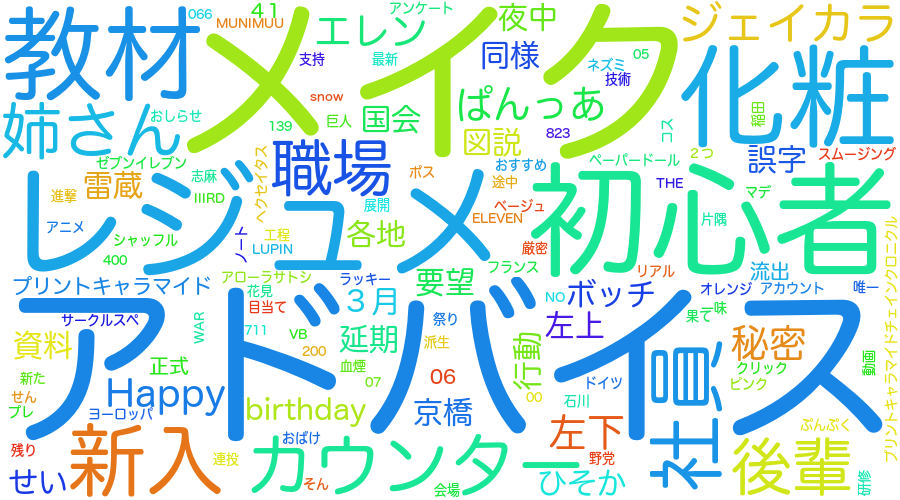 066
MUNIMUU
41
アンケート
夜中
ジェイカラ
教材
メイク
エレン
支持
最新
同様
05
ネズミ
技術
化粧
姉さん
おしらせ
snow
139
巨人
国会
ぱんっあ
図説
823
コス
稲田
誤字
2つ
スムージング
ゼブンイレブン
雷蔵
志麻
ヘクセイタス
職場
ポス
おすすめ
途中
ペーパードール
THE
マデ
初心者
進撃
IIIRD
アニメ
シャッフル
400
レジュメ
ノート
工程
LUPIN
展開
各地
ベージュ
ELEVEN
厳密
片隅
プリントキャラマイドチェインクロニクル
プリントキャラマイド
アローラサトシ
花見
目当て
ラッキー
要望
フランス
リアル
流出
NO
ボッチ
オレンジ
アカウント
唯一
サークルスペ
WAR
711
VB
3月
祭り
左上
果て
一味
資料
正式
200
延期
派生
行動
社員
秘密
クリック
ピンク
動画
アドバイス
新た
せん
プレ
ヨーロッパ
Happy
birthday
血煙
07
06
京橋
00
ドイツ
石川
ぷんぷく
残り
新入
おばけ
カウンター
左下
野党
後輩
せい
連投
そん
会場
ひそか
研修